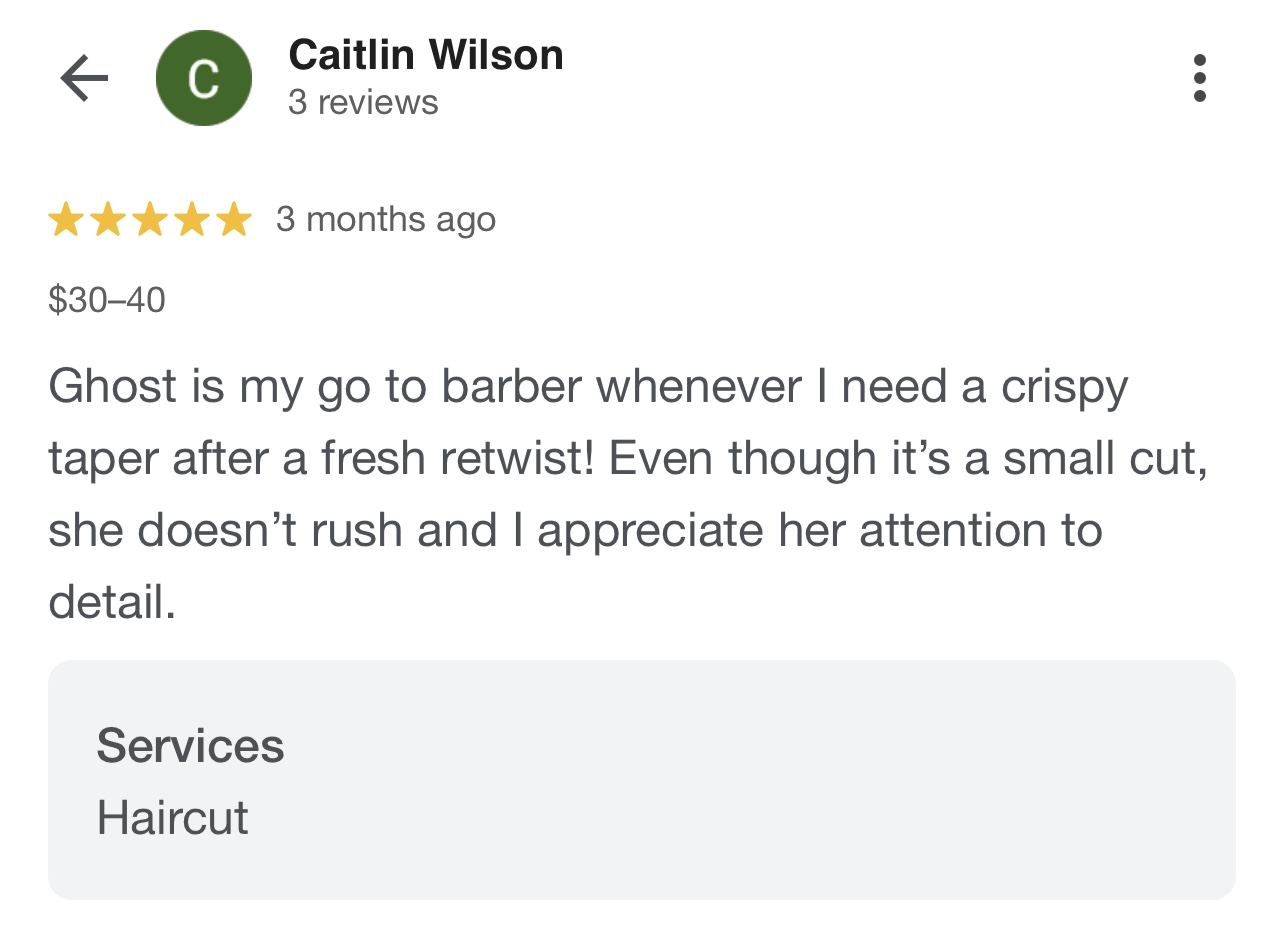 Caitlin Wilson
3 reviews
C
3 months ago
$30–40
Ghost is my go to barber whenever I need a crispy
taper after a fresh retwist! Even though it’s a small cut,
she doesn’t rush and I appreciate her attention to
detail.
Services
Haircut